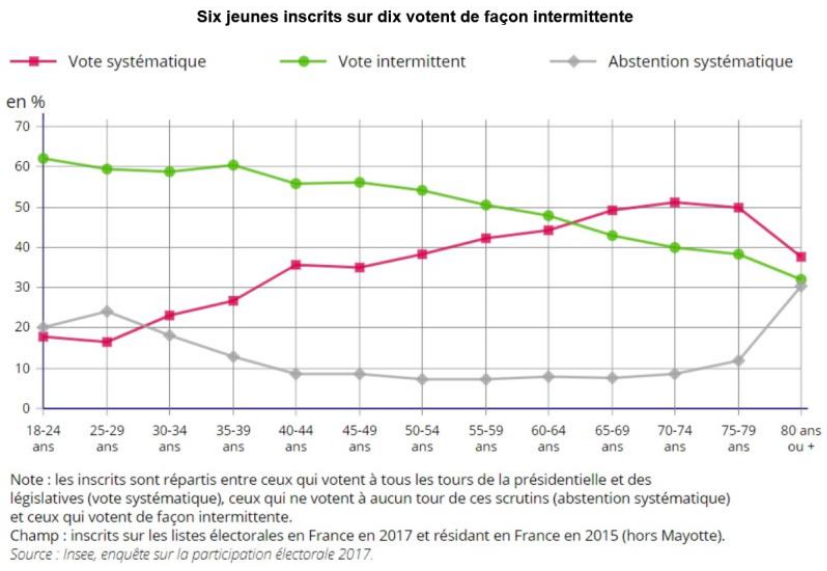 Six jeunes inscrits sur dix votent de façon intermittente
Vote systématique Vote intermittent Abstention systématique
en %
70
60
50
40
30
20
10
0
18-24 25-29 30-34 35-39 40-44 45-49 50-54 55-59 60-64 65-69 70-74 75-79 80 ans
ans ans ans ans ans ans ans ans ans ans ans ans ou +
Note : les inscrits sont répartis entre ceux qui votent à tous les tours de la présidentielle et des
législatives (vote systématique), ceux qui ne votent à aucun tour de ces scrutins (abstention systématique)
et ceux qui votent de façon intermittente.
Champ : inscrits sur les listes électorales en France en 2017 et résidant en France en 2015 (hors Mayotte).
Source : Insee, enquête sur la participation électorale 2017.